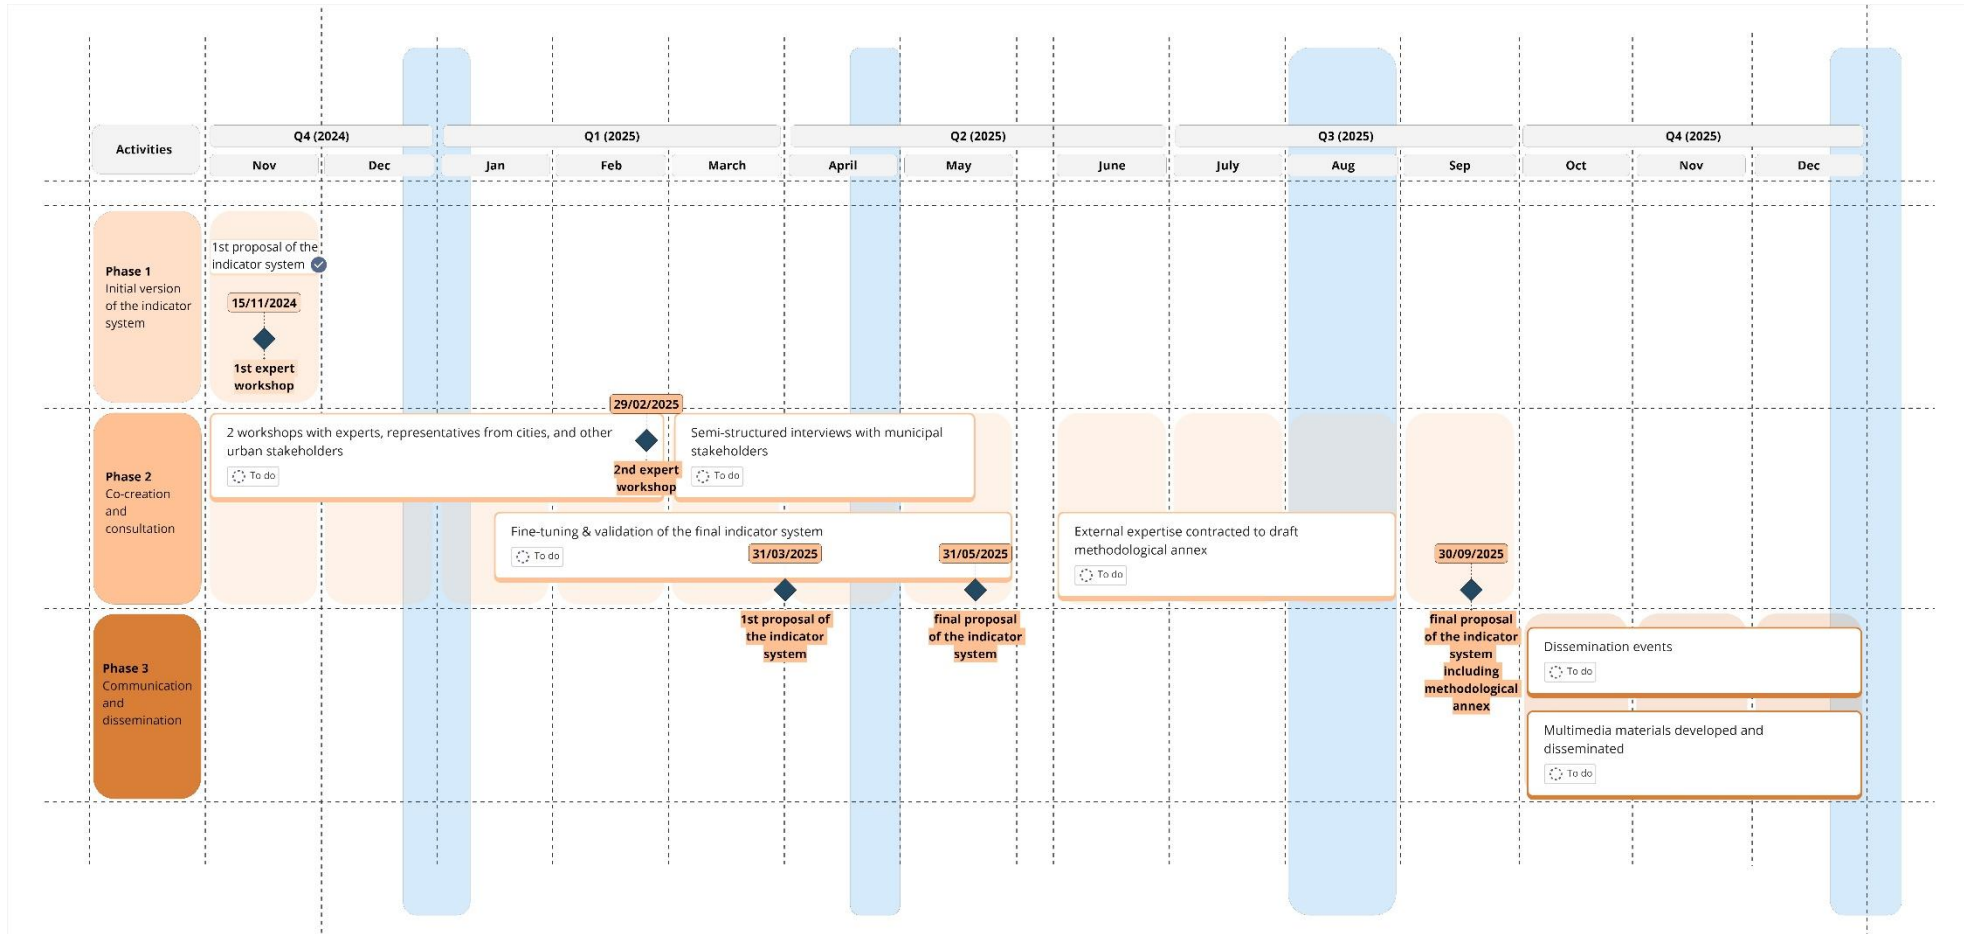 Activities
Q4 (2024)
Q1 (2025)
Q2 (2025)
Q3 (2025)
Q4 (2025)
Nov
Dec
Jan
Feb
March
April
May
June
July
Aug
Sep
Oct
Nov
Dec
Phase 1
Initial version
of the indicator
system
1st proposal of the
indicator system
15/11/2024
1st expert
workshop
Phase 2
Co-creation
and
consultation
2 workshops with experts, representatives from cities, and other
urban stakeholders
To do
29/02/2025
2nd expert
workshop
Semi-structured interviews with municipal
stakeholders
To do
Fine-tuning & validation of the final indicator system
To do
31/03/2025
1st proposal of
the indicator
system
31/05/2025
final proposal
of the indicator
system
External expertise contracted to draft
methodological annex
To do
30/09/2025
final proposal
of the indicator
system
including
methodological
annex
Phase 3
Communication
and
dissemination
Dissemination events
To do
Multimedia materials developed and
disseminated
To do